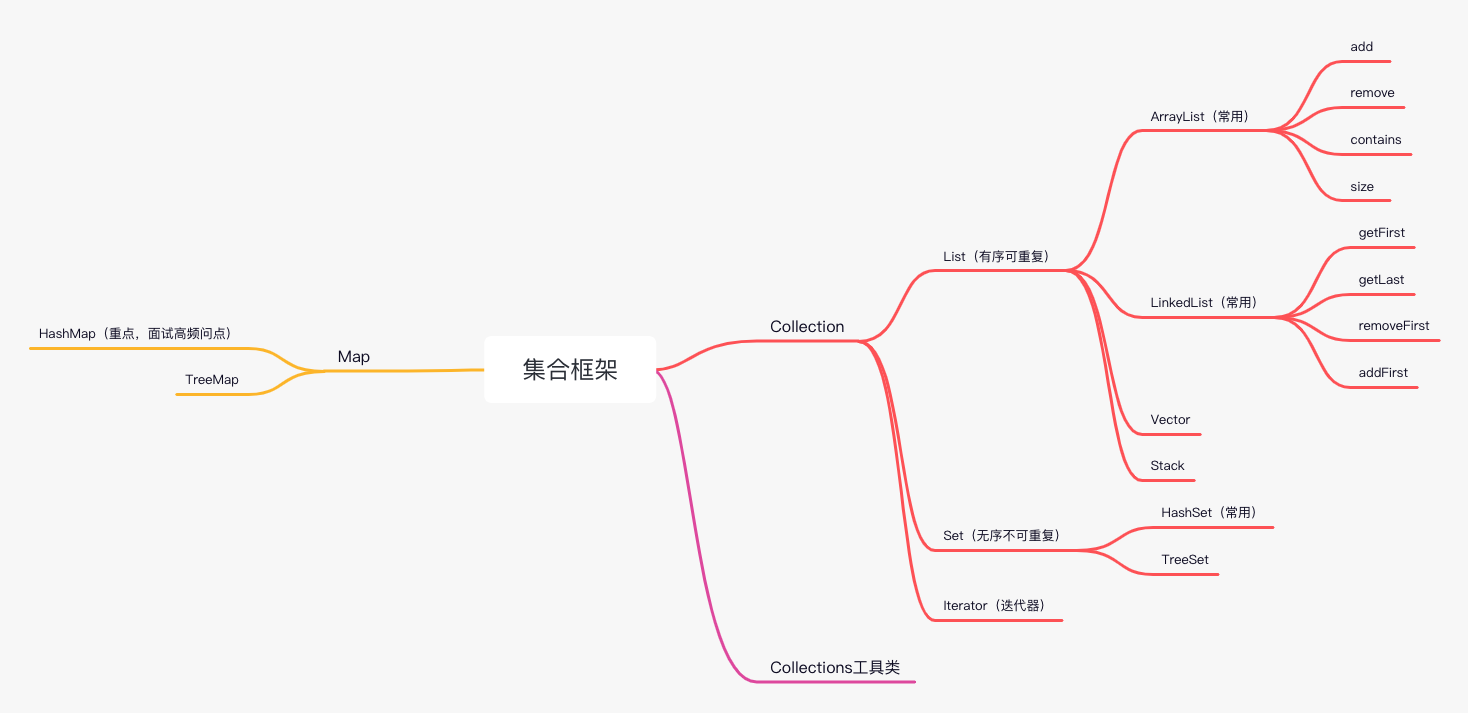 集合框架
Map
HashMap（重点，面试高频问点）
TreeMap
Collection
List（有序可重复）
ArrayList（常用）
add
remove
contains
size
LinkedList（常用）
getFirst
getLast
removeFirst
addFirst
Vector
Stack
Set（无序不可重复）
HashSet（常用）
TreeSet
Iterator（迭代器）
Collections工具类